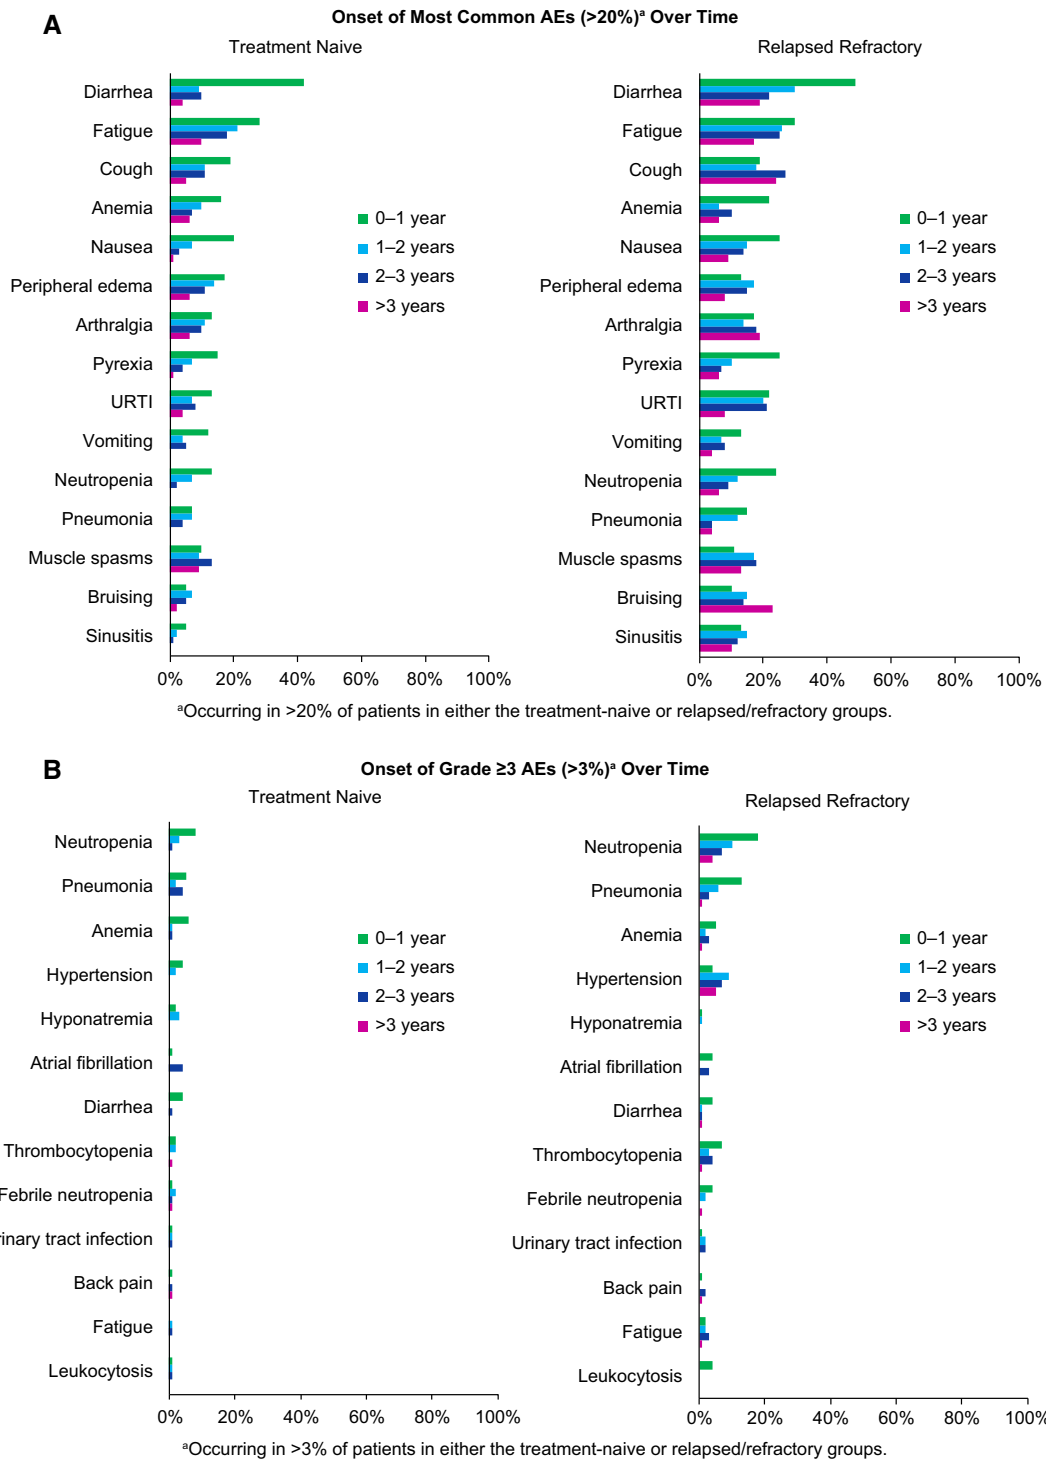 A
Onset of Most Common AEs (>20%)ᵃ Over Time
Treatment Naive
Diarrhea
Fatigue
Cough
Anemia
Nausea
Peripheral edema
Arthralgia
Pyrexia
URTI
Vomiting
Neutropenia
Pneumonia
Muscle spasms
Bruising
Sinusitis
0–1 year
1–2 years
2–3 years
>3 years
0% 20% 40% 60% 80% 100%
Relapsed Refractory
Diarrhea
Fatigue
Cough
Anemia
Nausea
Peripheral edema
Arthralgia
Pyrexia
URTI
Vomiting
Neutropenia
Pneumonia
Muscle spasms
Bruising
Sinusitis
0–1 year
1–2 years
2–3 years
>3 years
0% 20% 40% 60% 80% 100%
ᵃOccurring in >20% of patients in either the treatment-naive or relapsed/refractory groups.
B
Onset of Grade ≥3 AEs (>3%)ᵃ Over Time
Treatment Naive
Neutropenia
Pneumonia
Anemia
Hypertension
Hyponatremia
Atrial fibrillation
Diarrhea
Thrombocytopenia
Febrile neutropenia
rinary tract infection
Back pain
Fatigue
Leukocytosis
0–1 year
1–2 years
2–3 years
>3 years
0% 20% 40% 60% 80% 100%
Relapsed Refractory
Neutropenia
Pneumonia
Anemia
Hypertension
Hyponatremia
Atrial fibrillation
Diarrhea
Thrombocytopenia
Febrile neutropenia
Urinary tract infection
Back pain
Fatigue
Leukocytosis
0–1 year
1–2 years
2–3 years
>3 years
0% 20% 40% 60% 80% 100%
ᵃOccurring in >3% of patients in either the treatment-naive or relapsed/refractory groups.